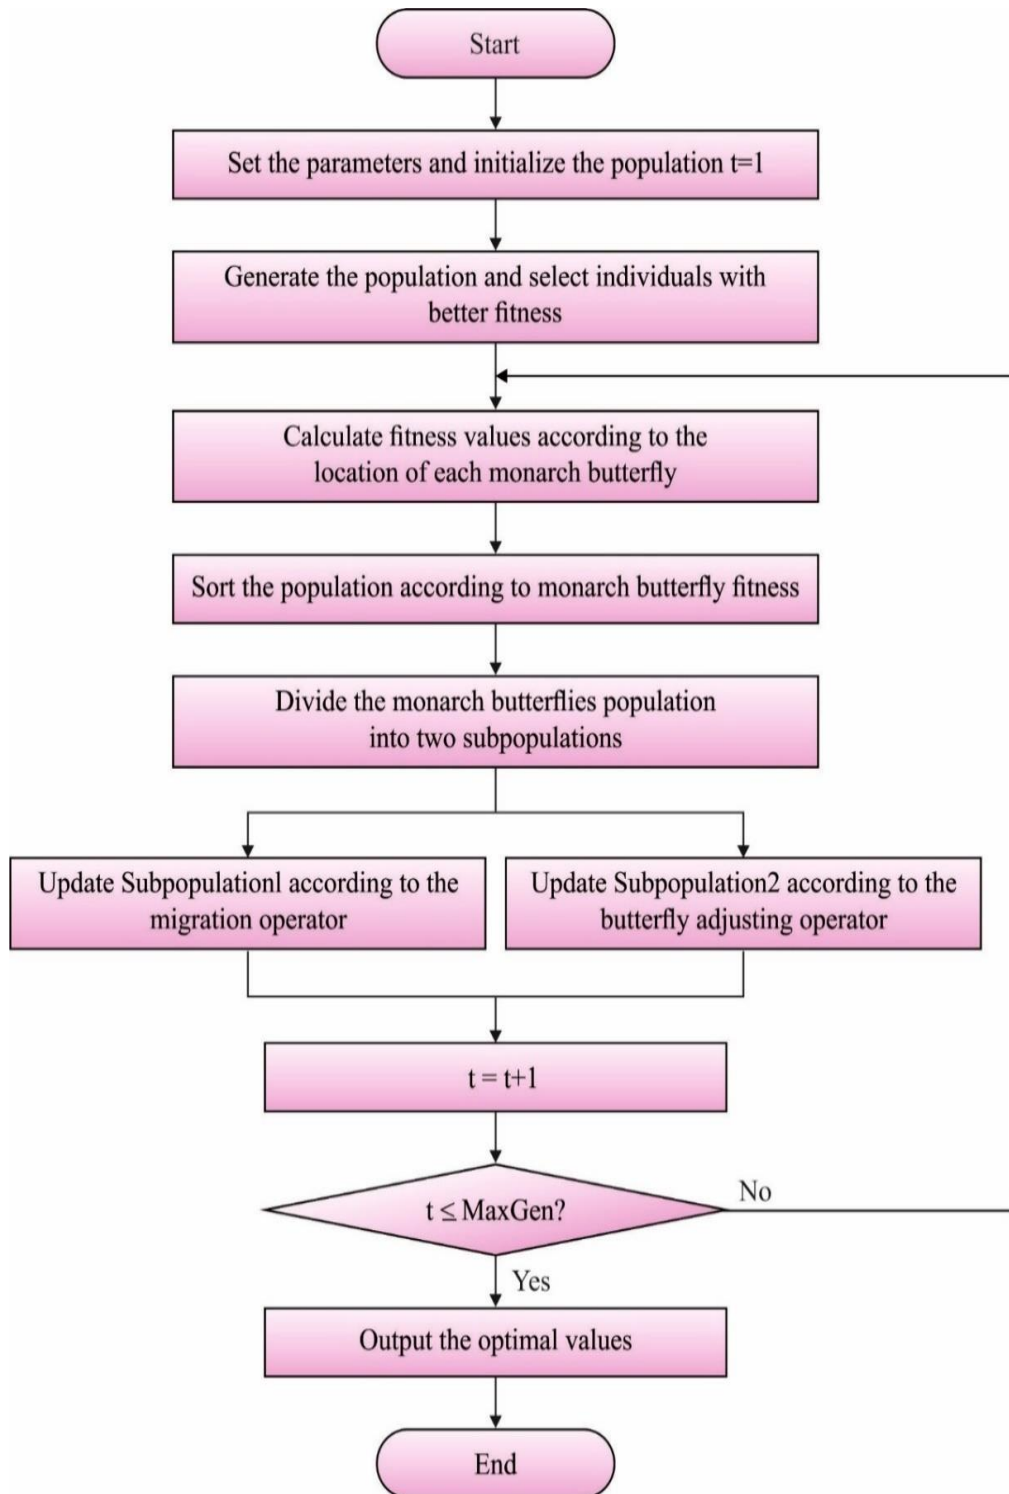 Start
Set the parameters and initialize the population t=1
Generate the population and select individuals with
better fitness
Calculate fitness values according to the
location of each monarch butterfly
Sort the population according to monarch butterfly fitness
Divide the monarch butterflies population
into two subpopulations
Update Subpopulationl according to the
migration operator
Update Subpopulation2 according to the
butterfly adjusting operator
t = t+1
t ≤ MaxGen?
No
Yes
Output the optimal values
End